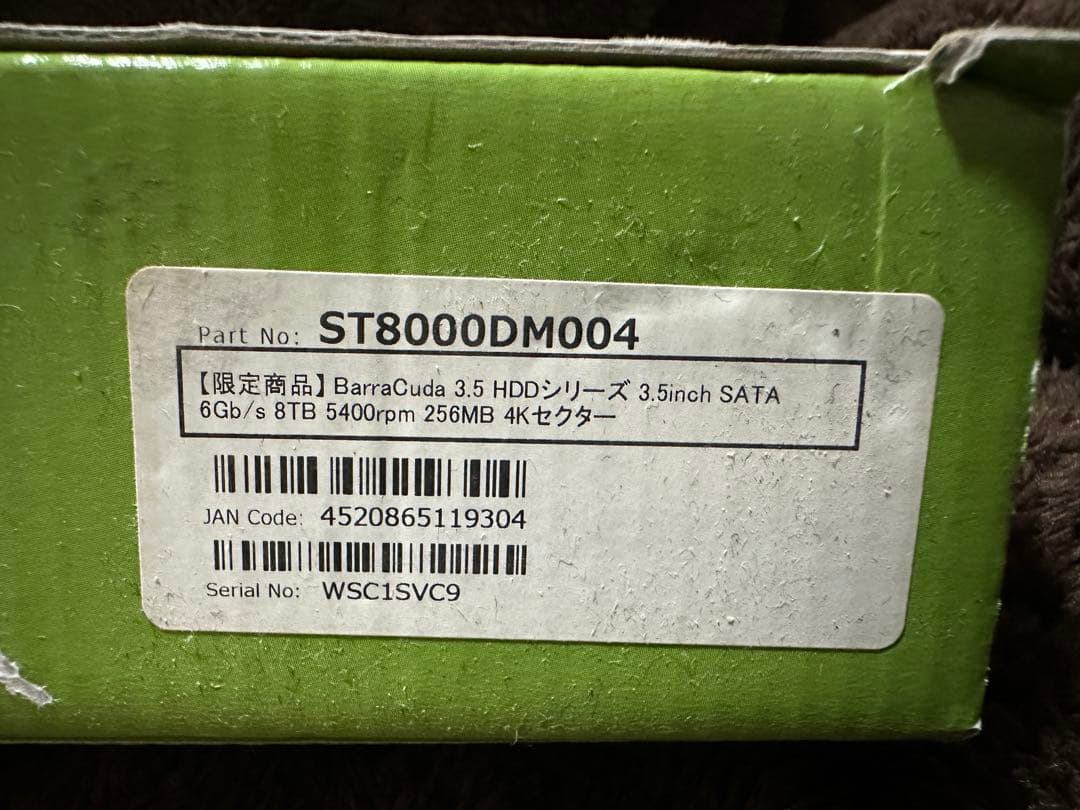 Part No: ST8000DM004
【限定商品】BarraCuda 3.5 HDDシリーズ 3.5inch SATA
6Gb/s 8TB 5400rpm 256MB 4Kセクター
JAN Code: 4520865119304
Serial No: WSC1SVC9